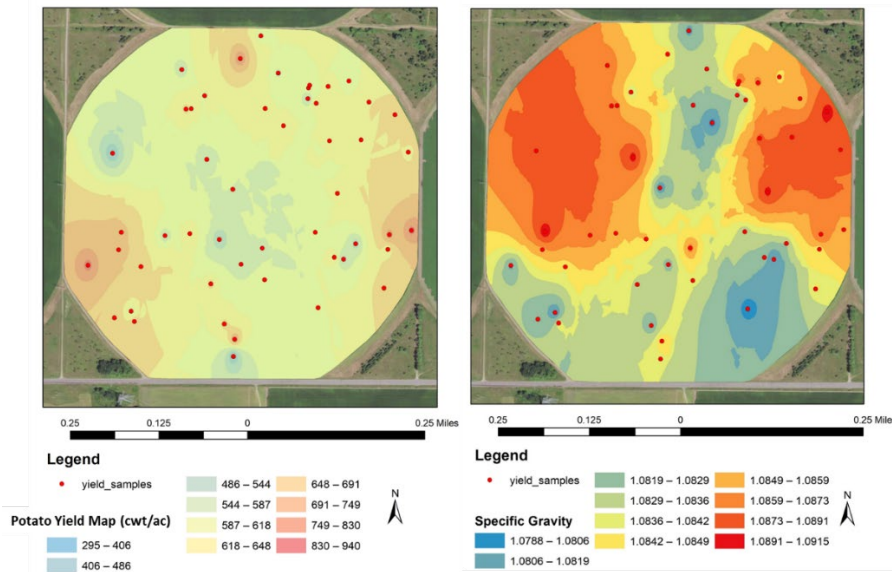 0.25 0.125 0 0.25 Miles
Legend
yield_samples
Potato Yield Map (cwt/ac)
295 – 406
406 – 486
486 – 544
544 – 587
587 – 618
618 – 648
648 – 691
691 – 749
749 – 830
830 – 940
N
0.25 0.125 0 0.25 Mile
Legend
yield_samples
Specific Gravity
1.0788 – 1.0806
1.0806 – 1.0819
1.0819 – 1.0829
1.0829 – 1.0836
1.0836 – 1.0842
1.0842 – 1.0849
1.0849 – 1.0859
1.0859 – 1.0873
1.0873 – 1.0891
1.0891 – 1.0915
N